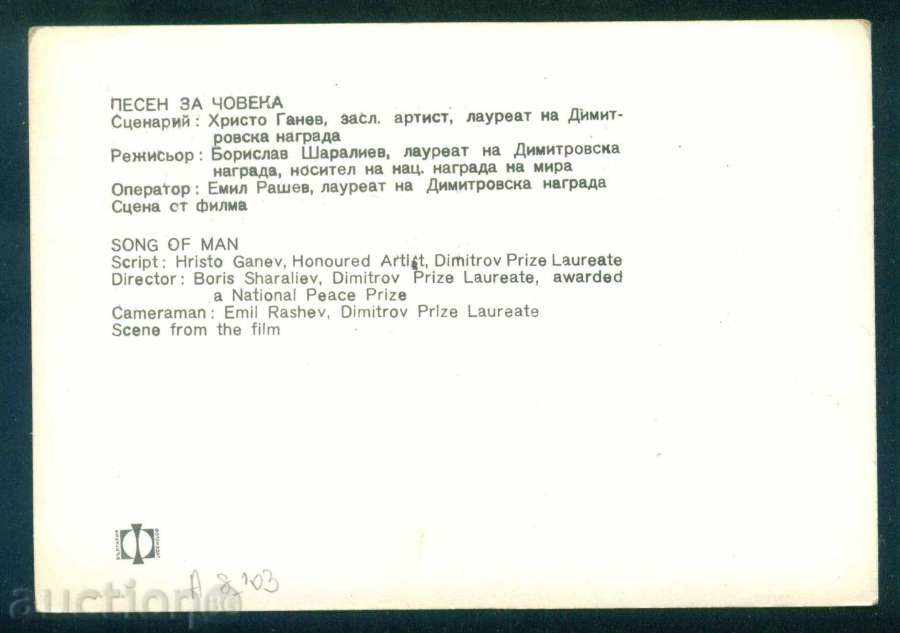 ПЕСЕН ЗА ЧОВЕКА
Сценарий: Христо Ганев, засл. артист, лауреат на Димит-
ровска награда
Режисьор: Борислав Шаралиев, лауреат на Димитровска
награда, носител на нац. награда на мира
Оператор: Емил Рашев, лауреат на Димитровска награда
Сцена от филма
SONG OF MAN
Script: Hristo Ganev, Honoured Artist, Dimitrov Prize Laureate
Director: Boris Sharaliev, Dimitrov Prize Laureate, awarded
a National Peace Prize
Cameraman: Emil Rashev, Dimitrov Prize Laureate
Scene from the film
БЪЛГАРСКИ
ФОТОИЗДАТ
auction